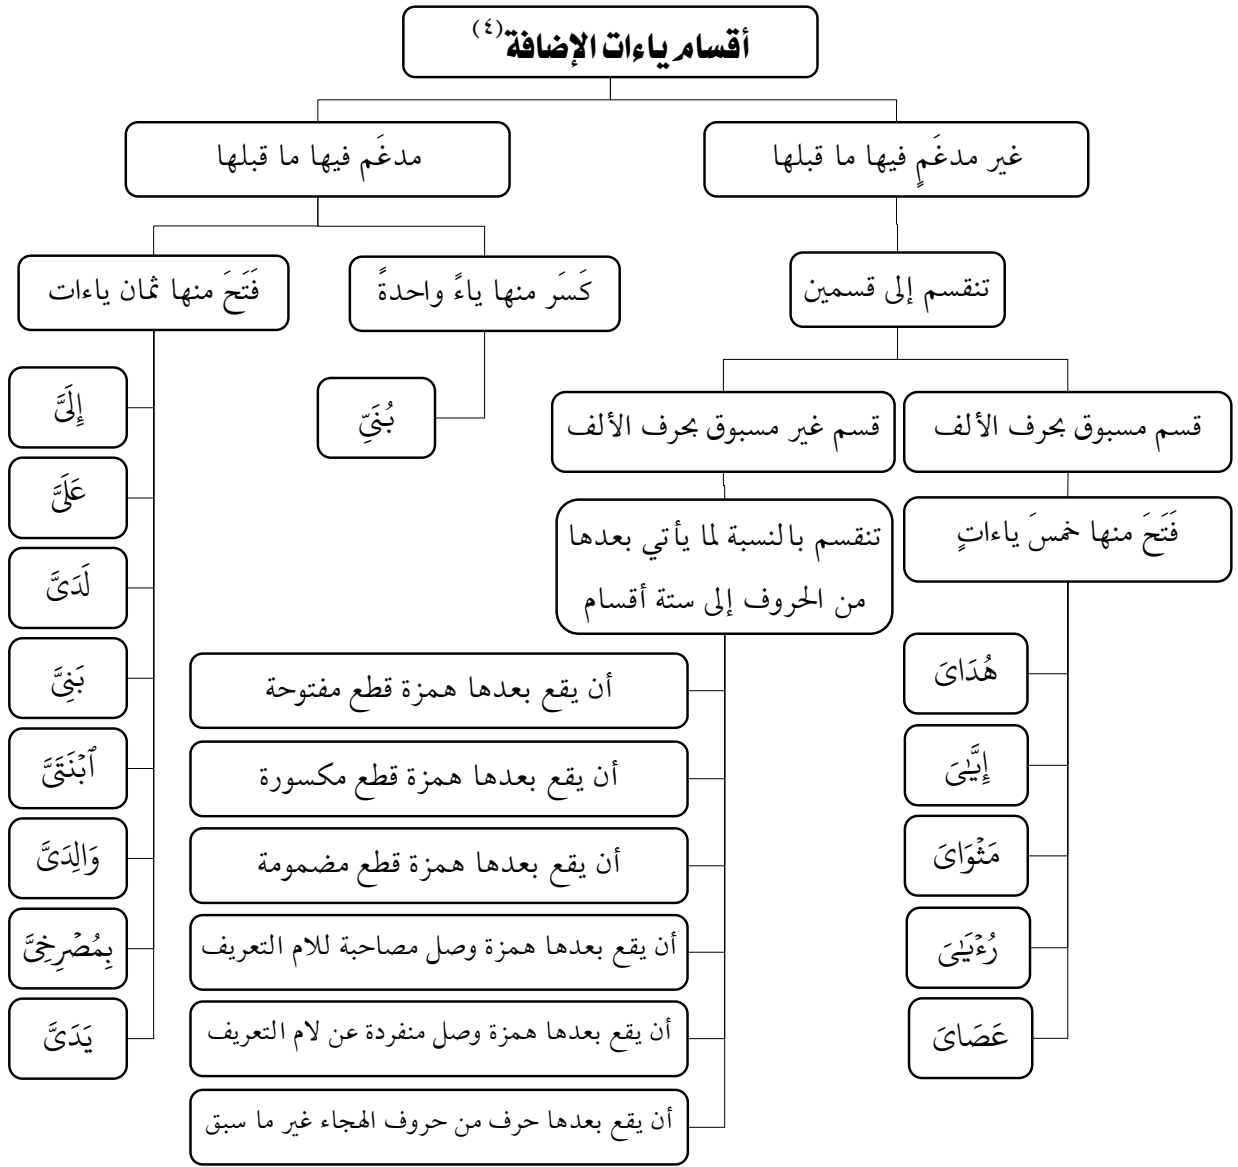 أقسام ياءات الإضافة(٤)
غير مدغَمٍ فيها ما قبلها
مدغَم فيها ما قبلها
تنقسم إلى قسمين
كَسَر منها ياءً واحدةً
فَتَحَ منها ثمان ياءات
قسم مسبوق بحرف الألف
قسم غير مسبوق بحرف الألف
بُنَيِّ
فَتَحَ منها خمسَ ياءاتٍ
تنقسم بالنسبة لما يأتي بعدها
من الحروف إلى ستة أقسام
هُدَايَ
إِيَّـٰيَ
مَثْوَايَ
رُءْيَـٰيَ
عَصَايَ
أن يقع بعدها همزة قطع مفتوحة
أن يقع بعدها همزة قطع مكسورة
أن يقع بعدها همزة قطع مضمومة
أن يقع بعدها همزة وصل مصاحبة للام التعريف
أن يقع بعدها همزة وصل منفردة عن لام التعريف
أن يقع بعدها حرف من حروف الهجاء غير ما سبق
إِلَىَّ
عَلَىَّ
لَدَىَّ
بَنِىَّ
ٱبْنَتَىَّ
وَالِدَىَّ
بِمُصْرِخِىَّ
يَدَىَّ